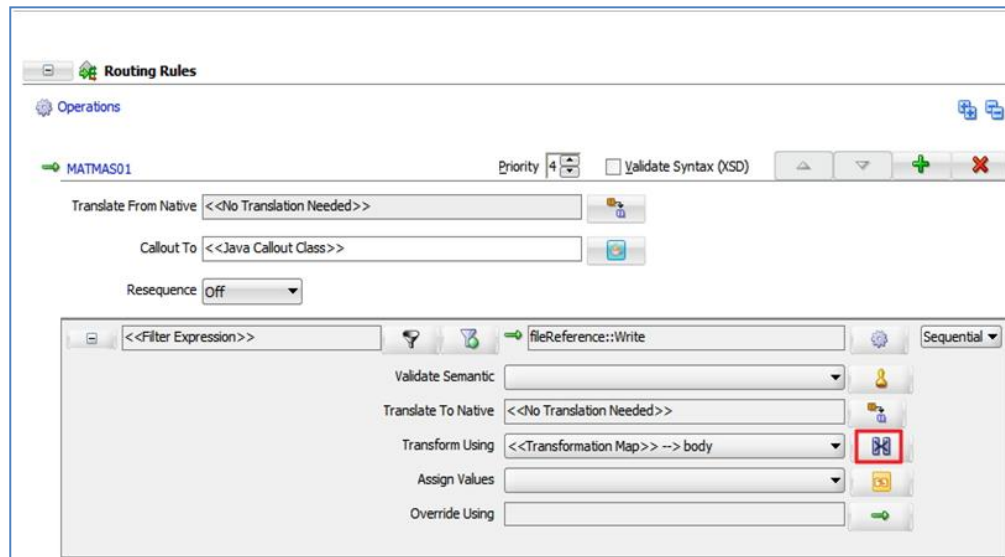 Routing Rules
Operations
MATMAS01 Priority 4 Validate Syntax (XSD)
Translate From Native <<No Translation Needed>>
Callout To <<Java Callout Class>>
Resequence Off
<<Filter Expression>> fileReference::Write Sequential
Validate Semantic
Translate To Native <<No Translation Needed>>
Transform Using <<Transformation Map>> --> body
Assign Values
Override Using